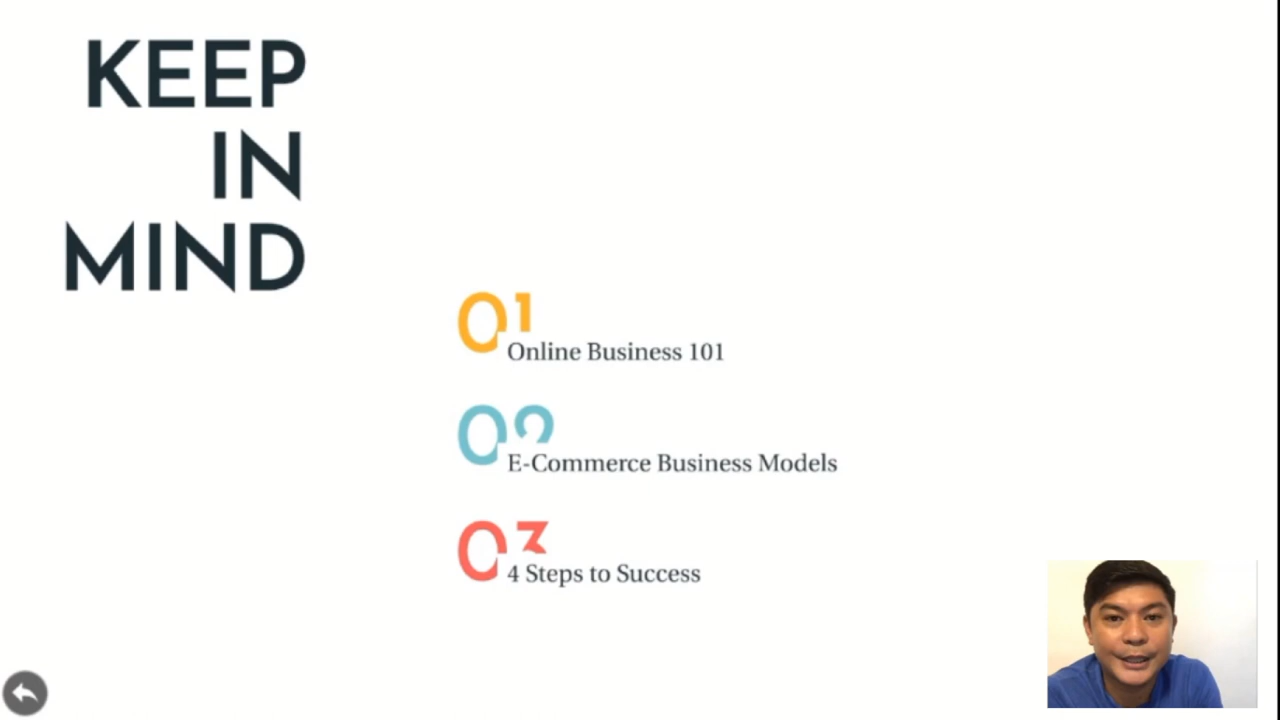 KEEP
IN
MIND
01
Online Business 101
02
E-Commerce Business Models
03
4 Steps to Success